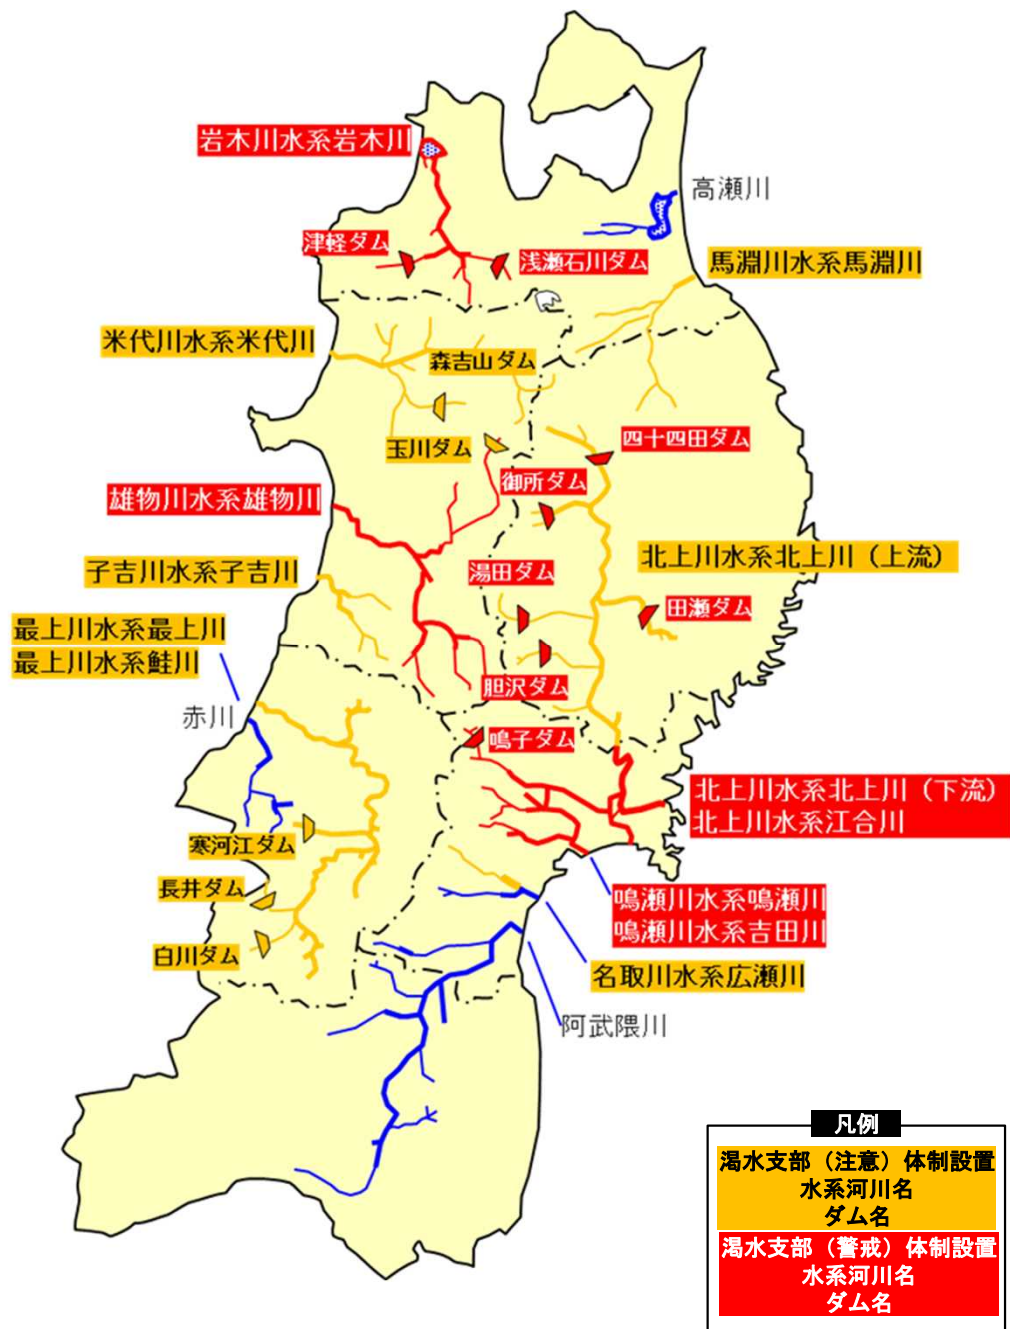 岩木川水系岩木川
高瀬川
津軽ダム
浅瀬石川ダム
馬淵川水系馬淵川
米代川水系米代川
森吉山ダム
玉川ダム
四十四田ダム
御所ダム
雄物川水系雄物川
北上川水系北上川（上流）
子吉川水系子吉川
湯田ダム
田瀬ダム
最上川水系最上川
最上川水系鮭川
胆沢ダム
赤川
鳴子ダム
北上川水系北上川（下流）
北上川水系江合川
寒河江ダム
長井ダム
鳴瀬川水系鳴瀬川
鳴瀬川水系吉田川
白川ダム
名取川水系広瀬川
阿武隈川
凡例
渇水支部（注意）体制設置
水系河川名
ダム名
渇水支部（警戒）体制設置
水系河川名
ダム名